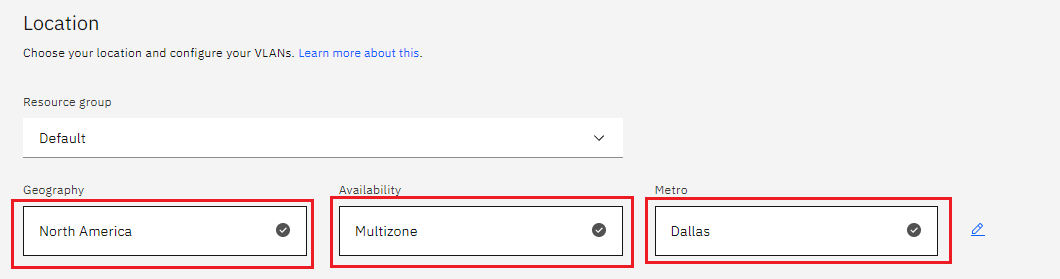 Location
Choose your location and configure your VLANs. Learn more about this.
Resource group
Default
Geography Availability Metro
North America Multizone Dallas